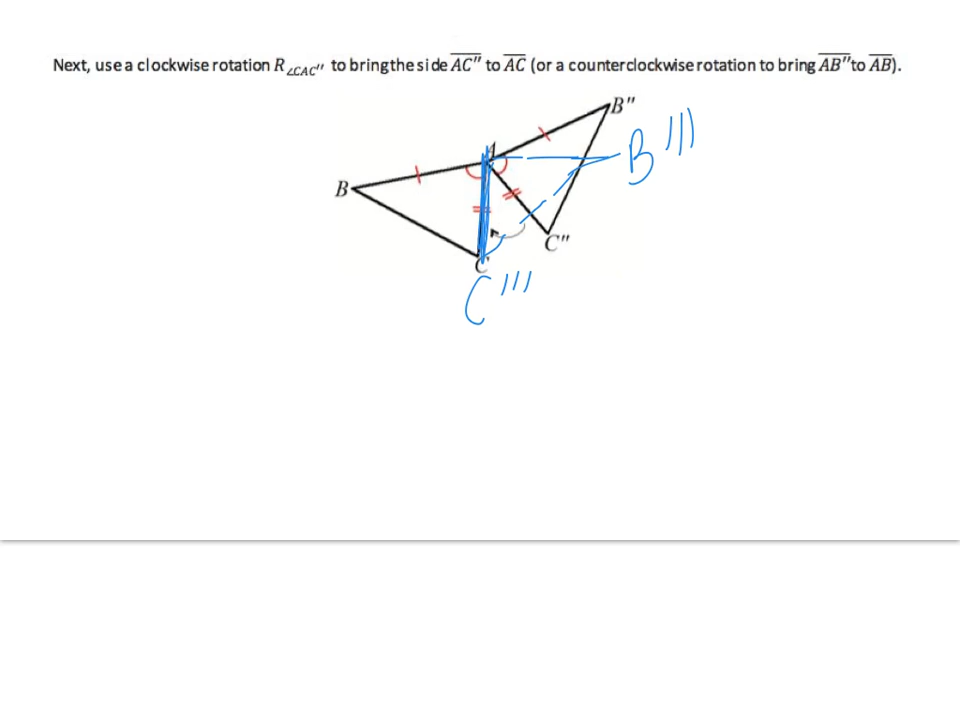 Next, use a clockwise rotation R∠CAC″ to bring the side AC″ to AC (or a counterclockwise rotation to bring AB″ to AB).
B"
A
B'''
B
C"
C
C'''